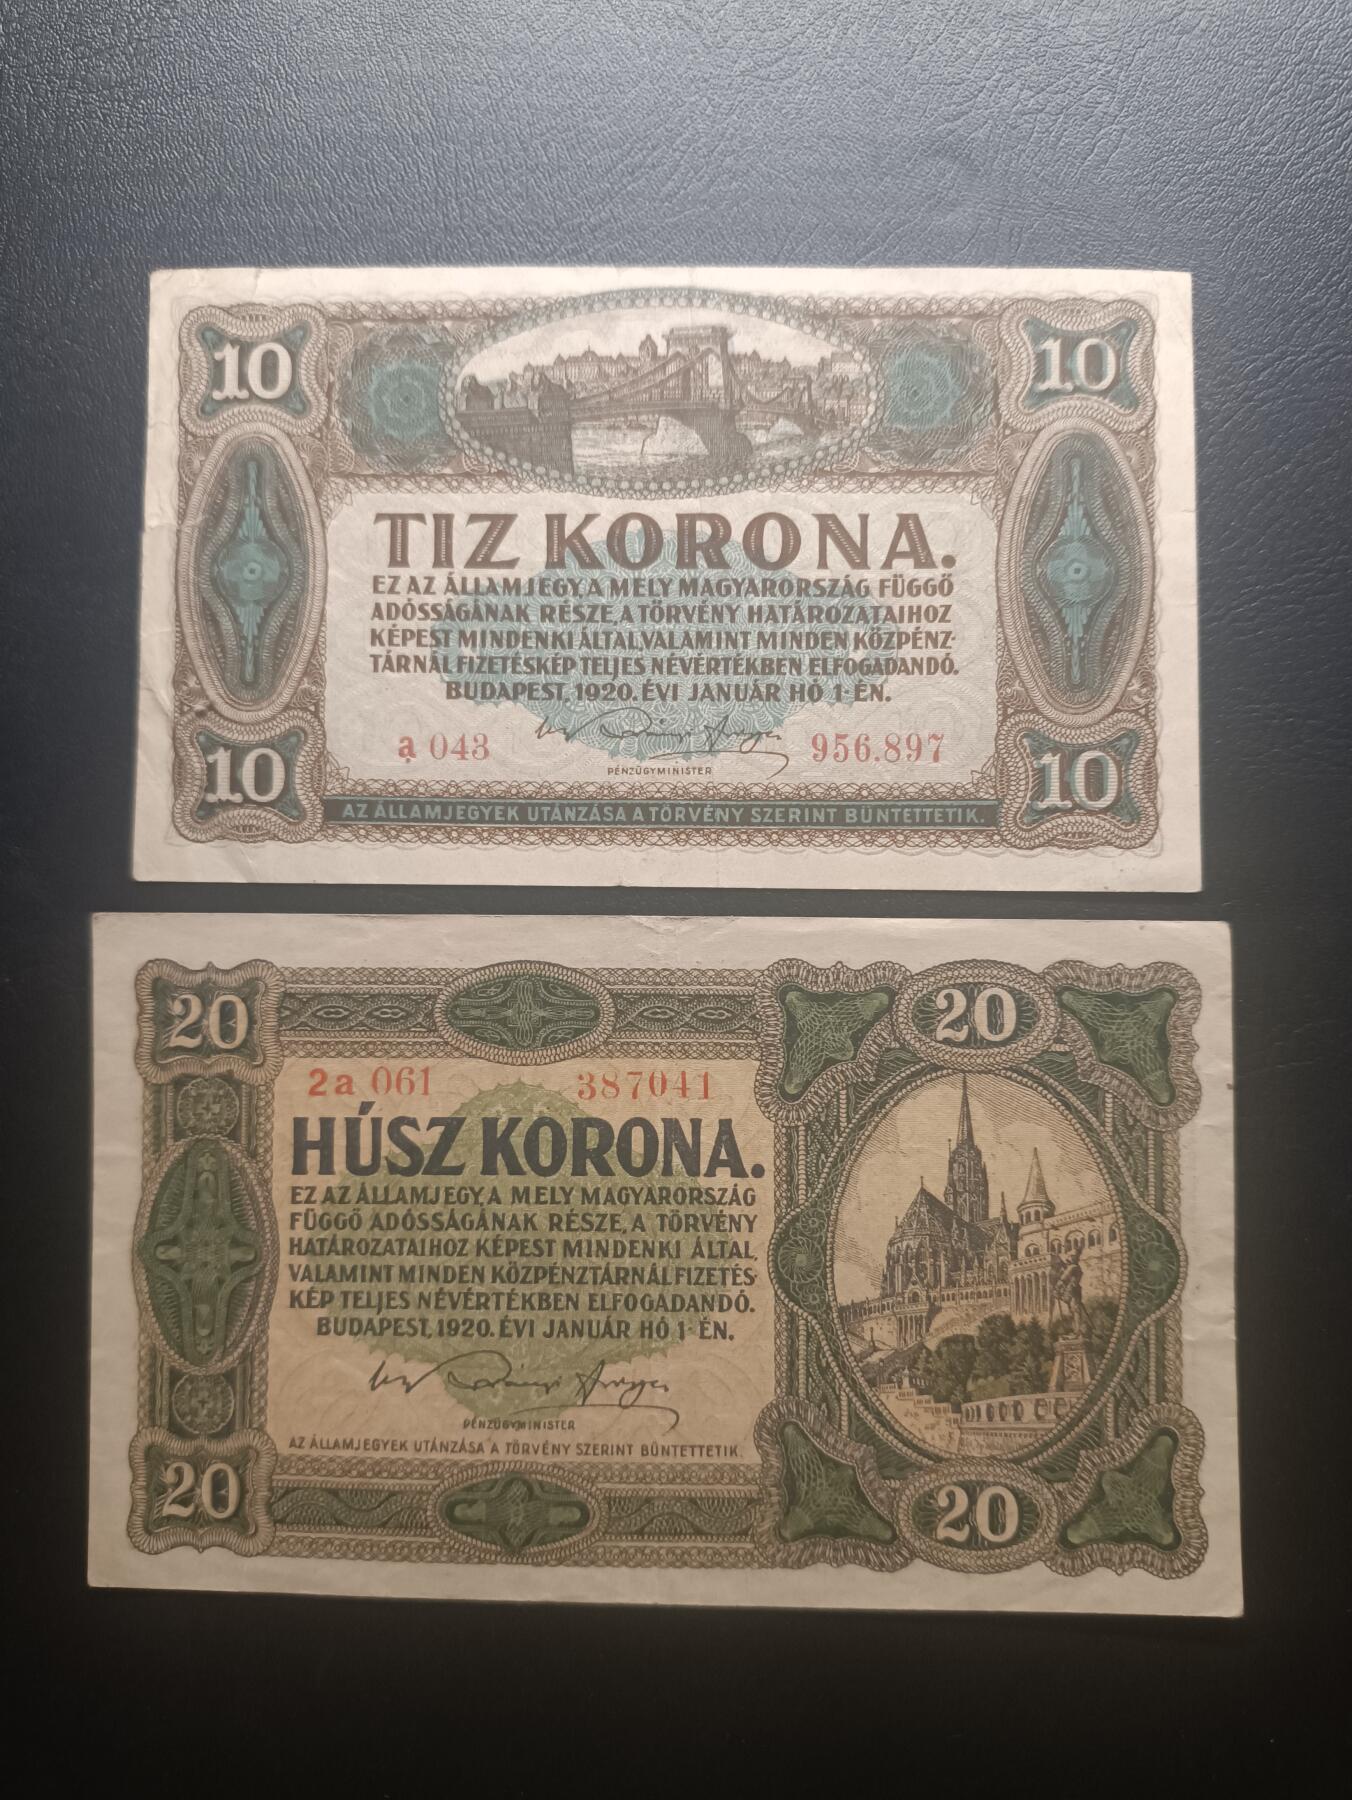 10 10
TIZ KORONA.
EZ AZ ÁLLAMJEGY, A MELY MAGYARORSZÁG FÜGGŐ
ADÓSSÁGÁNAK RÉSZE, A TÖRVÉNY HATÁROZATAIHOZ
KÉPEST MINDENKI ÁLTAL, VALAMINT MINDEN KÖZPÉNZ-
TÁRNÁL FIZETÉSKÉP TELJES NÉVÉRTÉKBEN ELFOGADANDÓ.
BUDAPEST, 1920. ÉVI JANUÁR HÓ 1-ÉN.
a 043 956.897
PÉNZÜGYMINISTER
10 10
AZ ÁLLAMJEGYEK UTÁNZÁSA A TÖRVÉNY SZERINT BÜNTETTETIK.
20 20
2a 061 387041
HÚSZ KORONA.
EZ AZ ÁLLAMJEGY, A MELY MAGYARORSZÁG
FÜGGŐ ADÓSSÁGÁNAK RÉSZE, A TÖRVÉNY
HATÁROZATAIHOZ KÉPEST MINDENKI ÁLTAL,
VALAMINT MINDEN KÖZPÉNZTÁRNÁL FIZETÉS-
KÉP TELJES NÉVÉRTÉKBEN ELFOGADANDÓ.
BUDAPEST, 1920. ÉVI JANUÁR HÓ 1-ÉN.
PÉNZÜGYMINISTER
AZ ÁLLAMJEGYEK UTÁNZÁSA A TÖRVÉNY SZERINT BÜNTETTETIK.
20 20